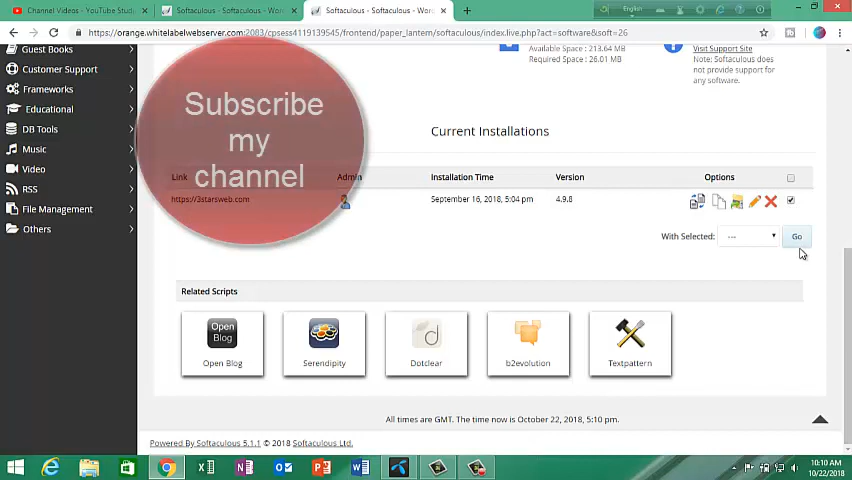 Channel Videos - YouTube Studi
Softaculous - Softaculous - Wor
Softaculous - Softaculous - Wor
English
https://orange.whitelabelwebserver.com:2083/cpsess4119139545/frontend/paper_lantern/softaculous/index.live.php?act=software&soft=26
Guest Books
Customer Support
Frameworks
Educational
DB Tools
Music
Video
RSS
File Management
Others
Subscribe
my
channel
Available Space : 213.64 MB
Required Space : 26.01 MB
Visit Support Site
Note: Softaculous
does not provide
support for any
software.
Current Installations
Link Admin Installation Time Version Options
https://3starsweb.com September 16, 2018, 5:04 pm 4.9.8
With Selected: --- Go
Related Scripts
Open
Blog
Open Blog
Serendipity
Dotclear
b2evolution
Textpattern
All times are GMT. The time now is October 22, 2018, 5:10 pm.
Powered By Softaculous 5.1.1 © 2018 Softaculous Ltd.
10:10 AM
10/22/2018